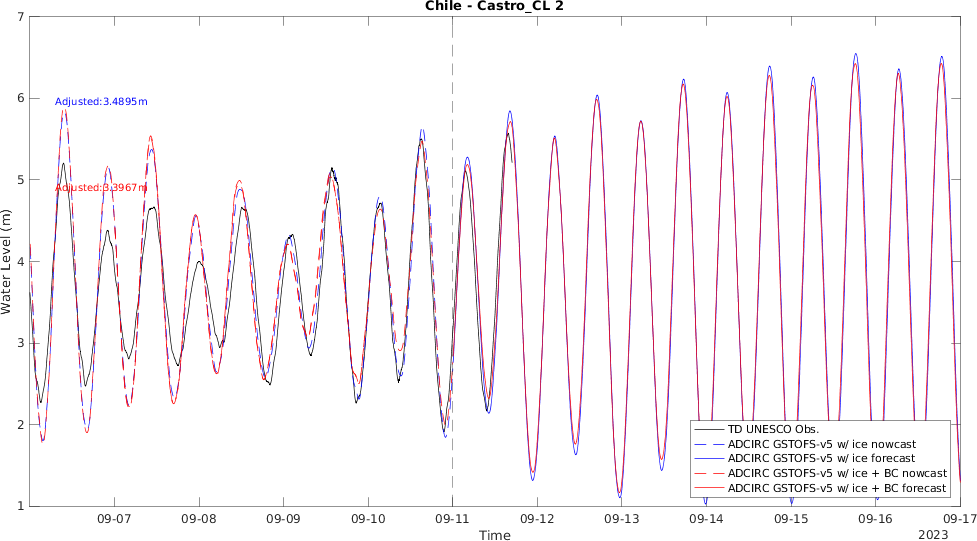 Chile - Castro_CL 2
7
6
5
4
3
2
1
Water Level (m)
Adjusted:3.4895m
Adjusted:3.3967m
TD UNESCO Obs.
ADCIRC GSTOFS-v5 w/ ice nowcast
ADCIRC GSTOFS-v5 w/ ice forecast
ADCIRC GSTOFS-v5 w/ ice + BC nowcast
ADCIRC GSTOFS-v5 w/ ice + BC forecast
09-07 09-08 09-09 09-10 09-11 09-12 09-13 09-14 09-15 09-16 09-17
Time
2023